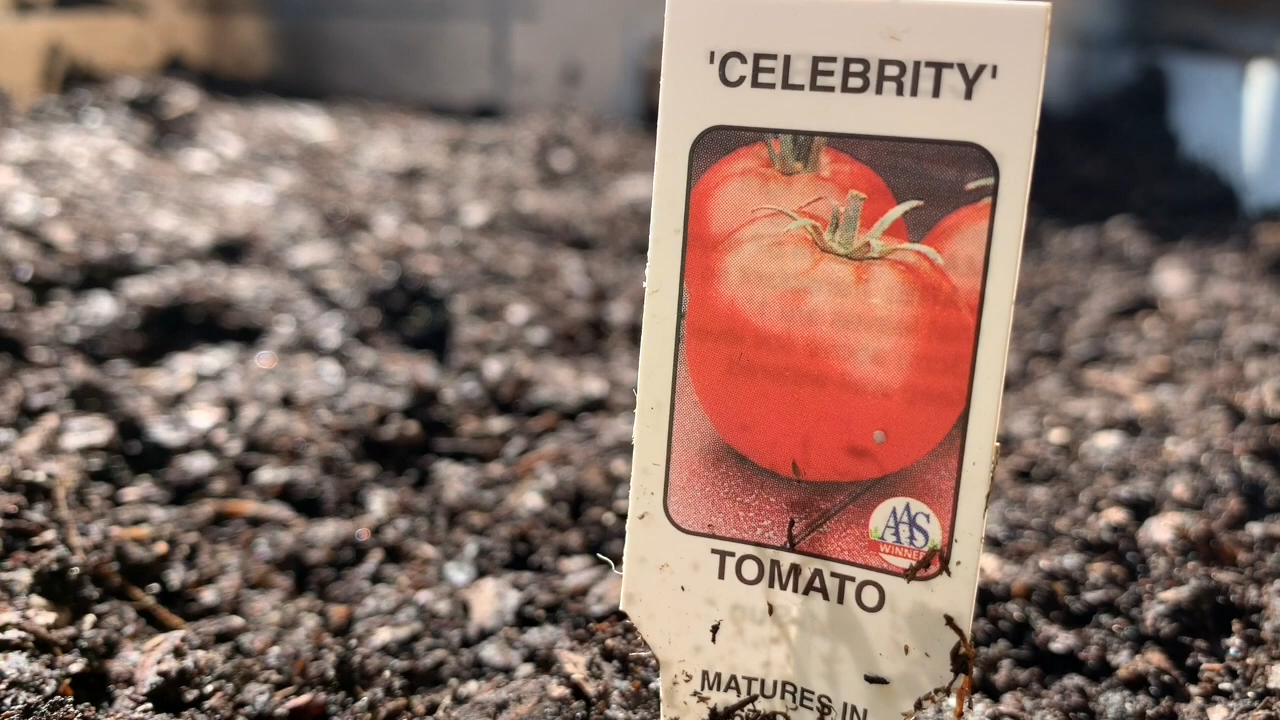 'CELEBRITY'
AAS
WINNER
TOMATO
MATURES IN